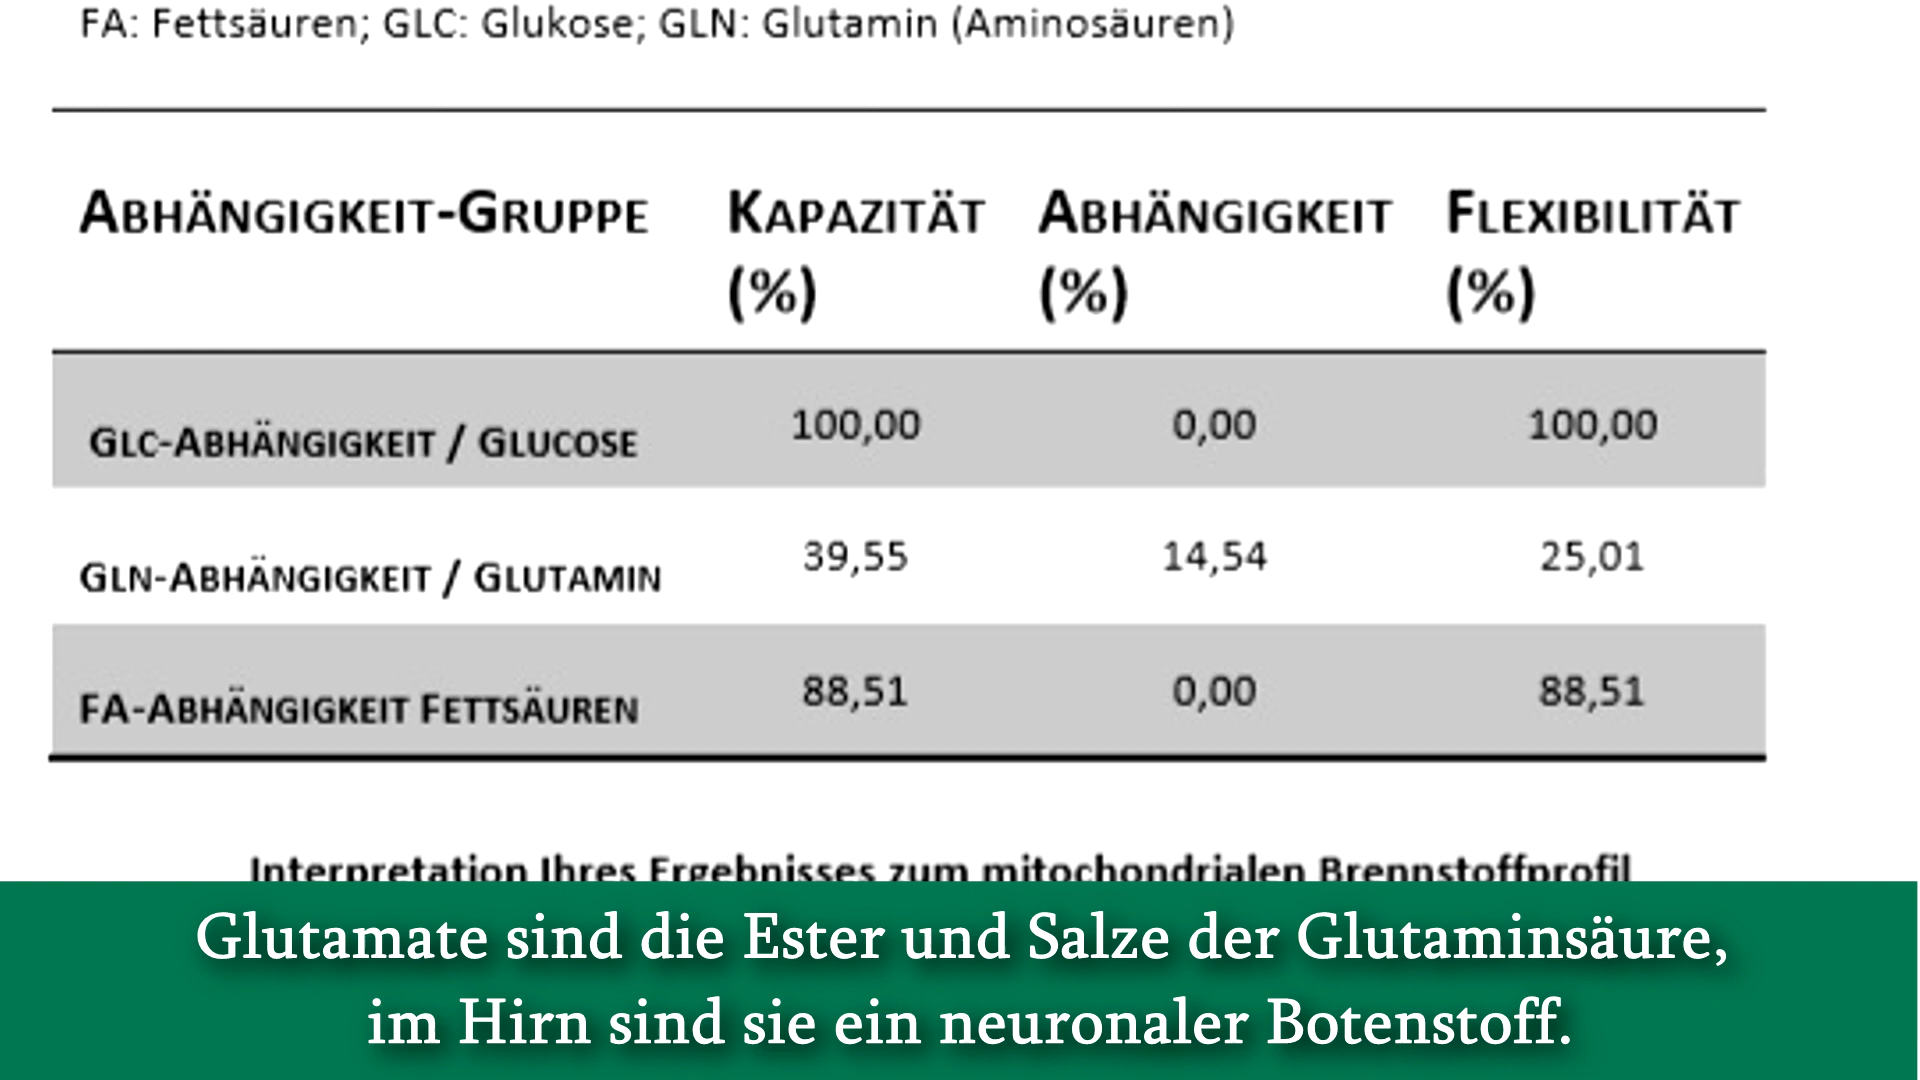 FA: Fettsäuren; GLC: Glukose; GLN: Glutamin (Aminosäuren)
ABHÄNGIGKEIT-GRUPPE KAPAZITÄT (%) ABHÄNGIGKEIT (%) FLEXIBILITÄT (%)
GLC-ABHÄNGIGKEIT / GLUCOSE 100,00 0,00 100,00
GLN-ABHÄNGIGKEIT / GLUTAMIN 39,55 14,54 25,01
FA-ABHÄNGIGKEIT FETTSÄUREN 88,51 0,00 88,51
Interpretation Ihres Ergebnisses zum mitochondrialen Brennstoffprofil
Glutamate sind die Ester und Salze der Glutaminsäure,
im Hirn sind sie ein neuronaler Botenstoff.